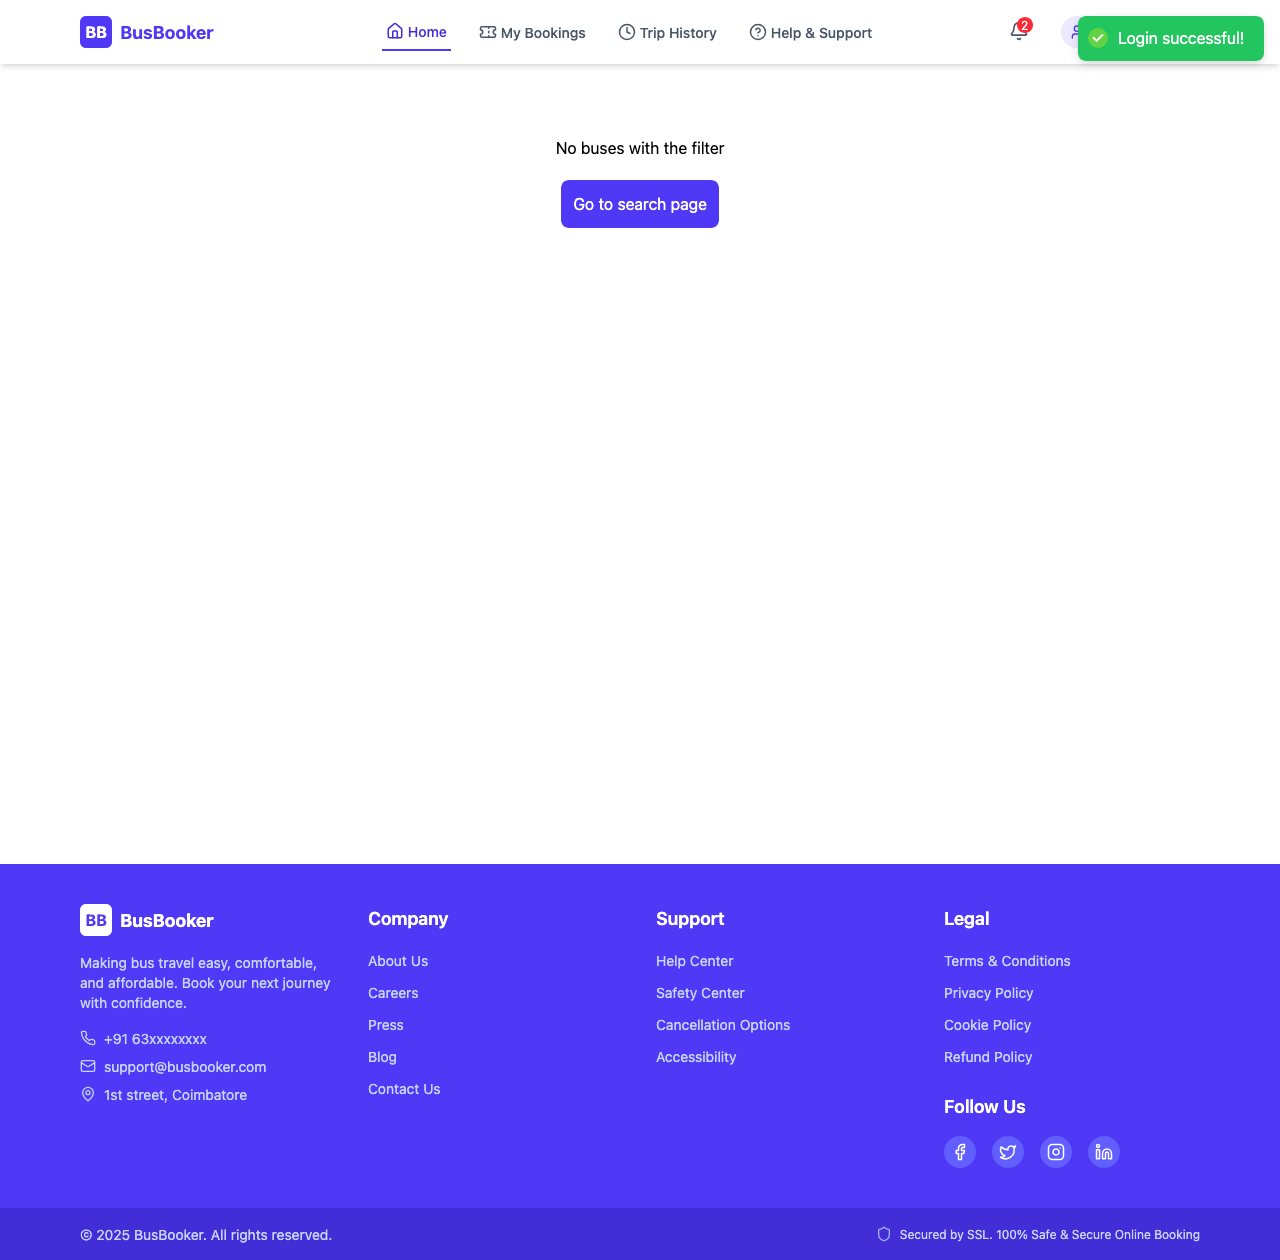 BB BusBooker
Home
My Bookings
Trip History
Help & Support
2
Login successful!
No buses with the filter
Go to search page
BB BusBooker
Making bus travel easy, comfortable,
and affordable. Book your next journey
with confidence.
+91 63xxxxxxxx
support@busbooker.com
1st street, Coimbatore
Company
About Us
Careers
Press
Blog
Contact Us
Support
Help Center
Safety Center
Cancellation Options
Accessibility
Legal
Terms & Conditions
Privacy Policy
Cookie Policy
Refund Policy
Follow Us
© 2025 BusBooker. All rights reserved.
Secured by SSL. 100% Safe & Secure Online Booking